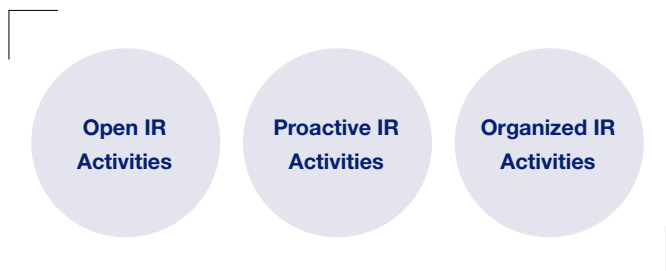 Open IR
Activities
Proactive IR
Activities
Organized IR
Activities